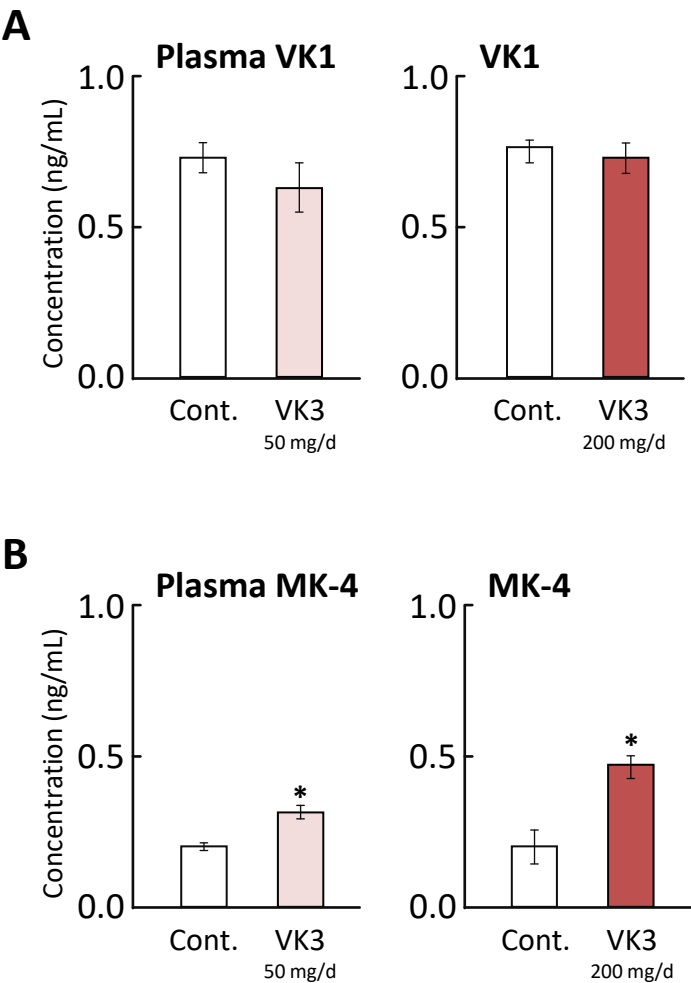 A
Plasma VK1
VK1
Concentration (ng/mL)
1.0
0.5
0.0
Cont.
VK3
50 mg/d
1.0
0.5
0.0
Cont.
VK3
200 mg/d
B
Plasma MK-4
MK-4
Concentration (ng/mL)
1.0
0.5
0.0
*
Cont.
VK3
50 mg/d
1.0
0.5
0.0
*
Cont.
VK3
200 mg/d